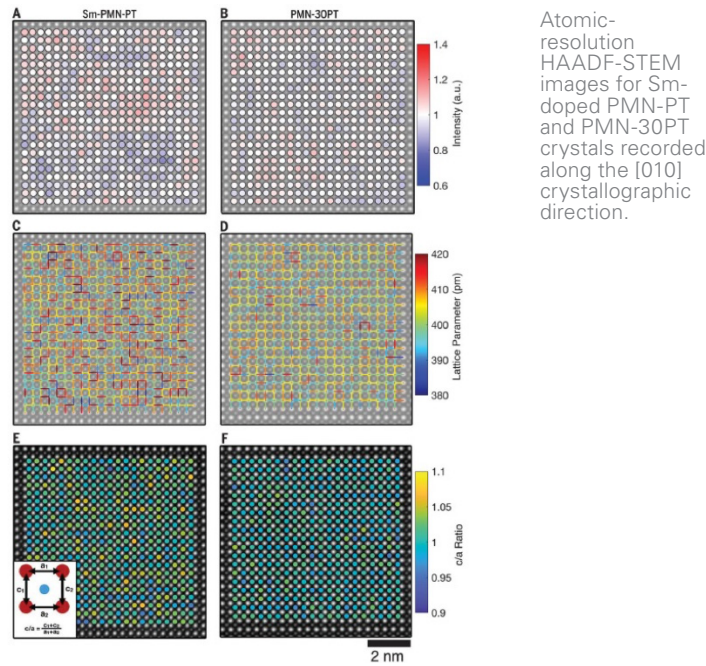 A
Sm-PMN-PT
B
PMN-30PT
1.4
1.2
1
0.8
0.6
Intensity (a.u.)
C
D
420
410
400
390
380
Lattice Parameter (pm)
E
F
1.1
1.05
1
0.95
0.9
c/a Ratio
a₁
c₁
c₂
a₂
c/a = c₁+c₂ / a₁+a₂
2 nm
Atomic-
resolution
HAADF-STEM
images for Sm-
doped PMN-PT
and PMN-30PT
crystals recorded
along the [010]
crystallographic
direction.